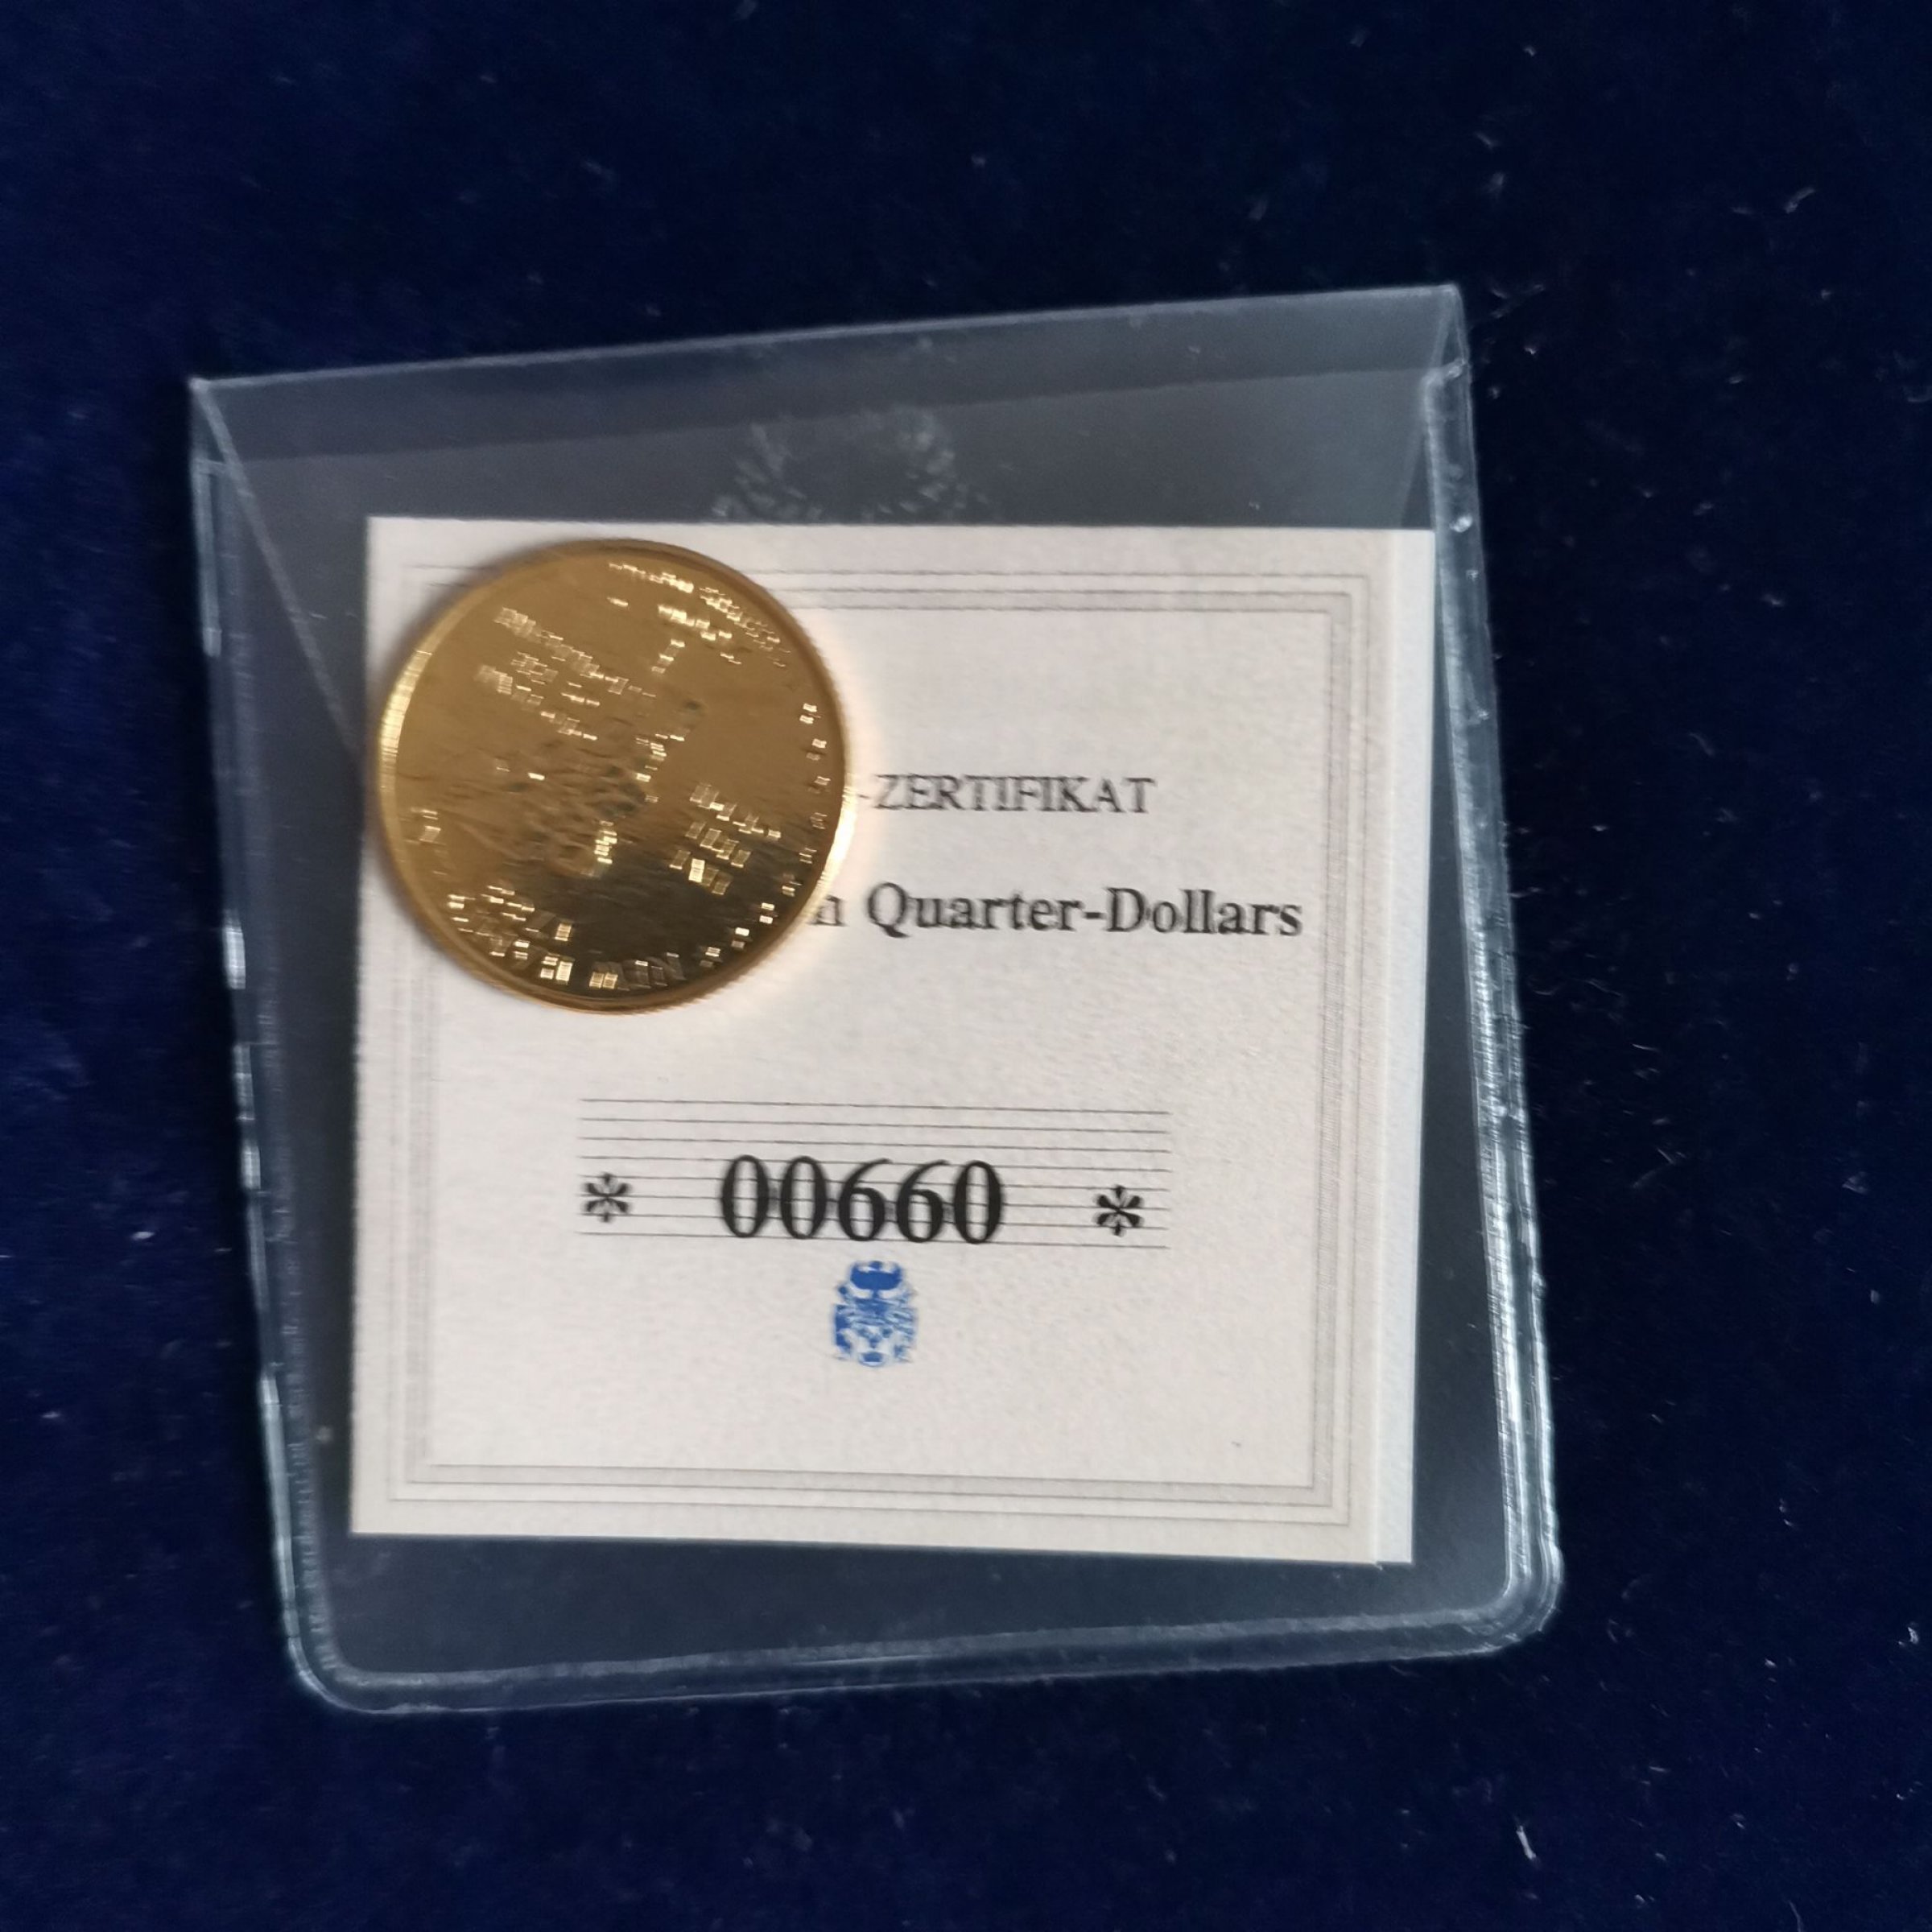 -ZERTIFIKAT
n Quarter-Dollars
* 00660 *